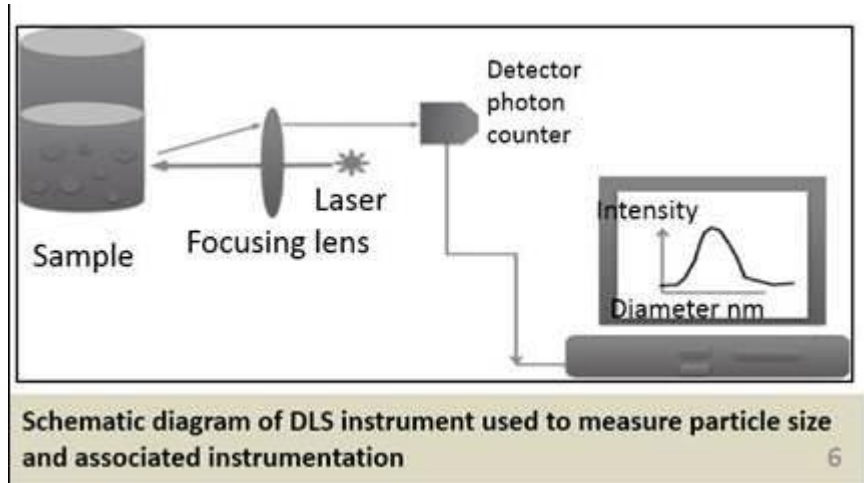 Detector
photon
counter
Laser
Focusing lens
Sample
Intensity
Diameter nm
Schematic diagram of DLS instrument used to measure particle size
and associated instrumentation
6